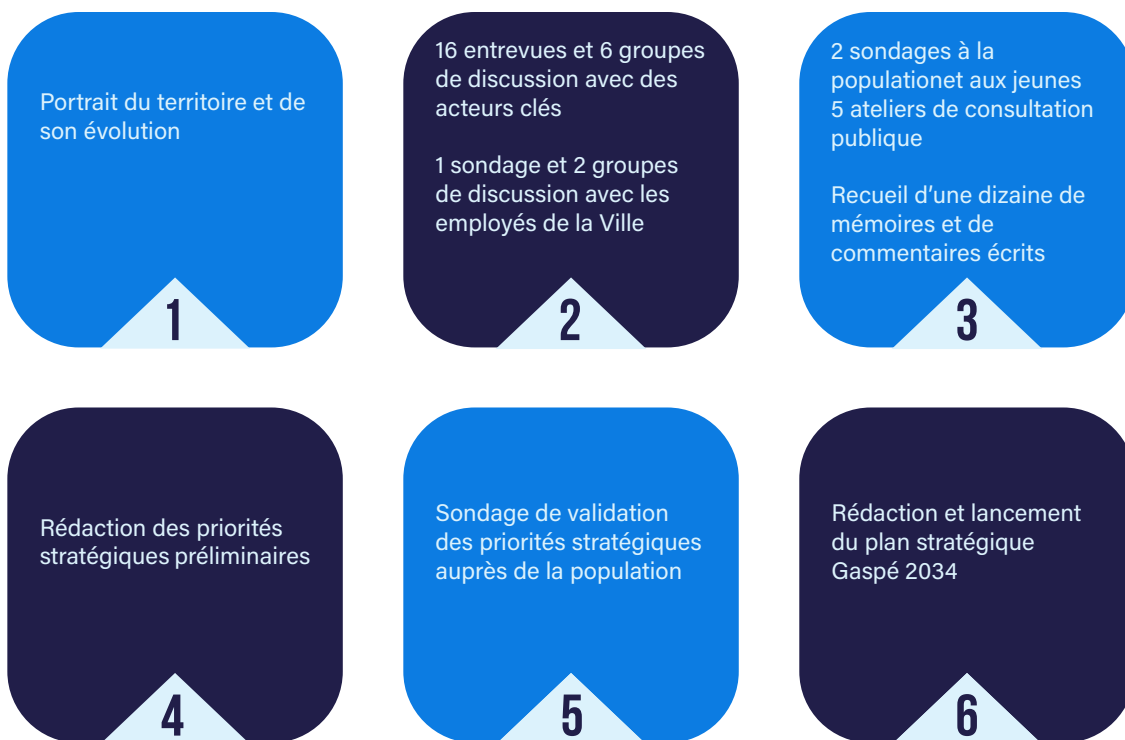 Portrait du territoire et de
son évolution
1
16 entrevues et 6 groupes
de discussion avec des
acteurs clés
1 sondage et 2 groupes
de discussion avec les
employés de la Ville
2
2 sondages à la
populationet aux jeunes
5 ateliers de consultation
publique
Recueil d’une dizaine de
mémoires et de
commentaires écrits
3
Rédaction des priorités
stratégiques préliminaires
4
Sondage de validation
des priorités stratégiques
auprès de la population
5
Rédaction et lancement
du plan stratégique
Gaspé 2034
6